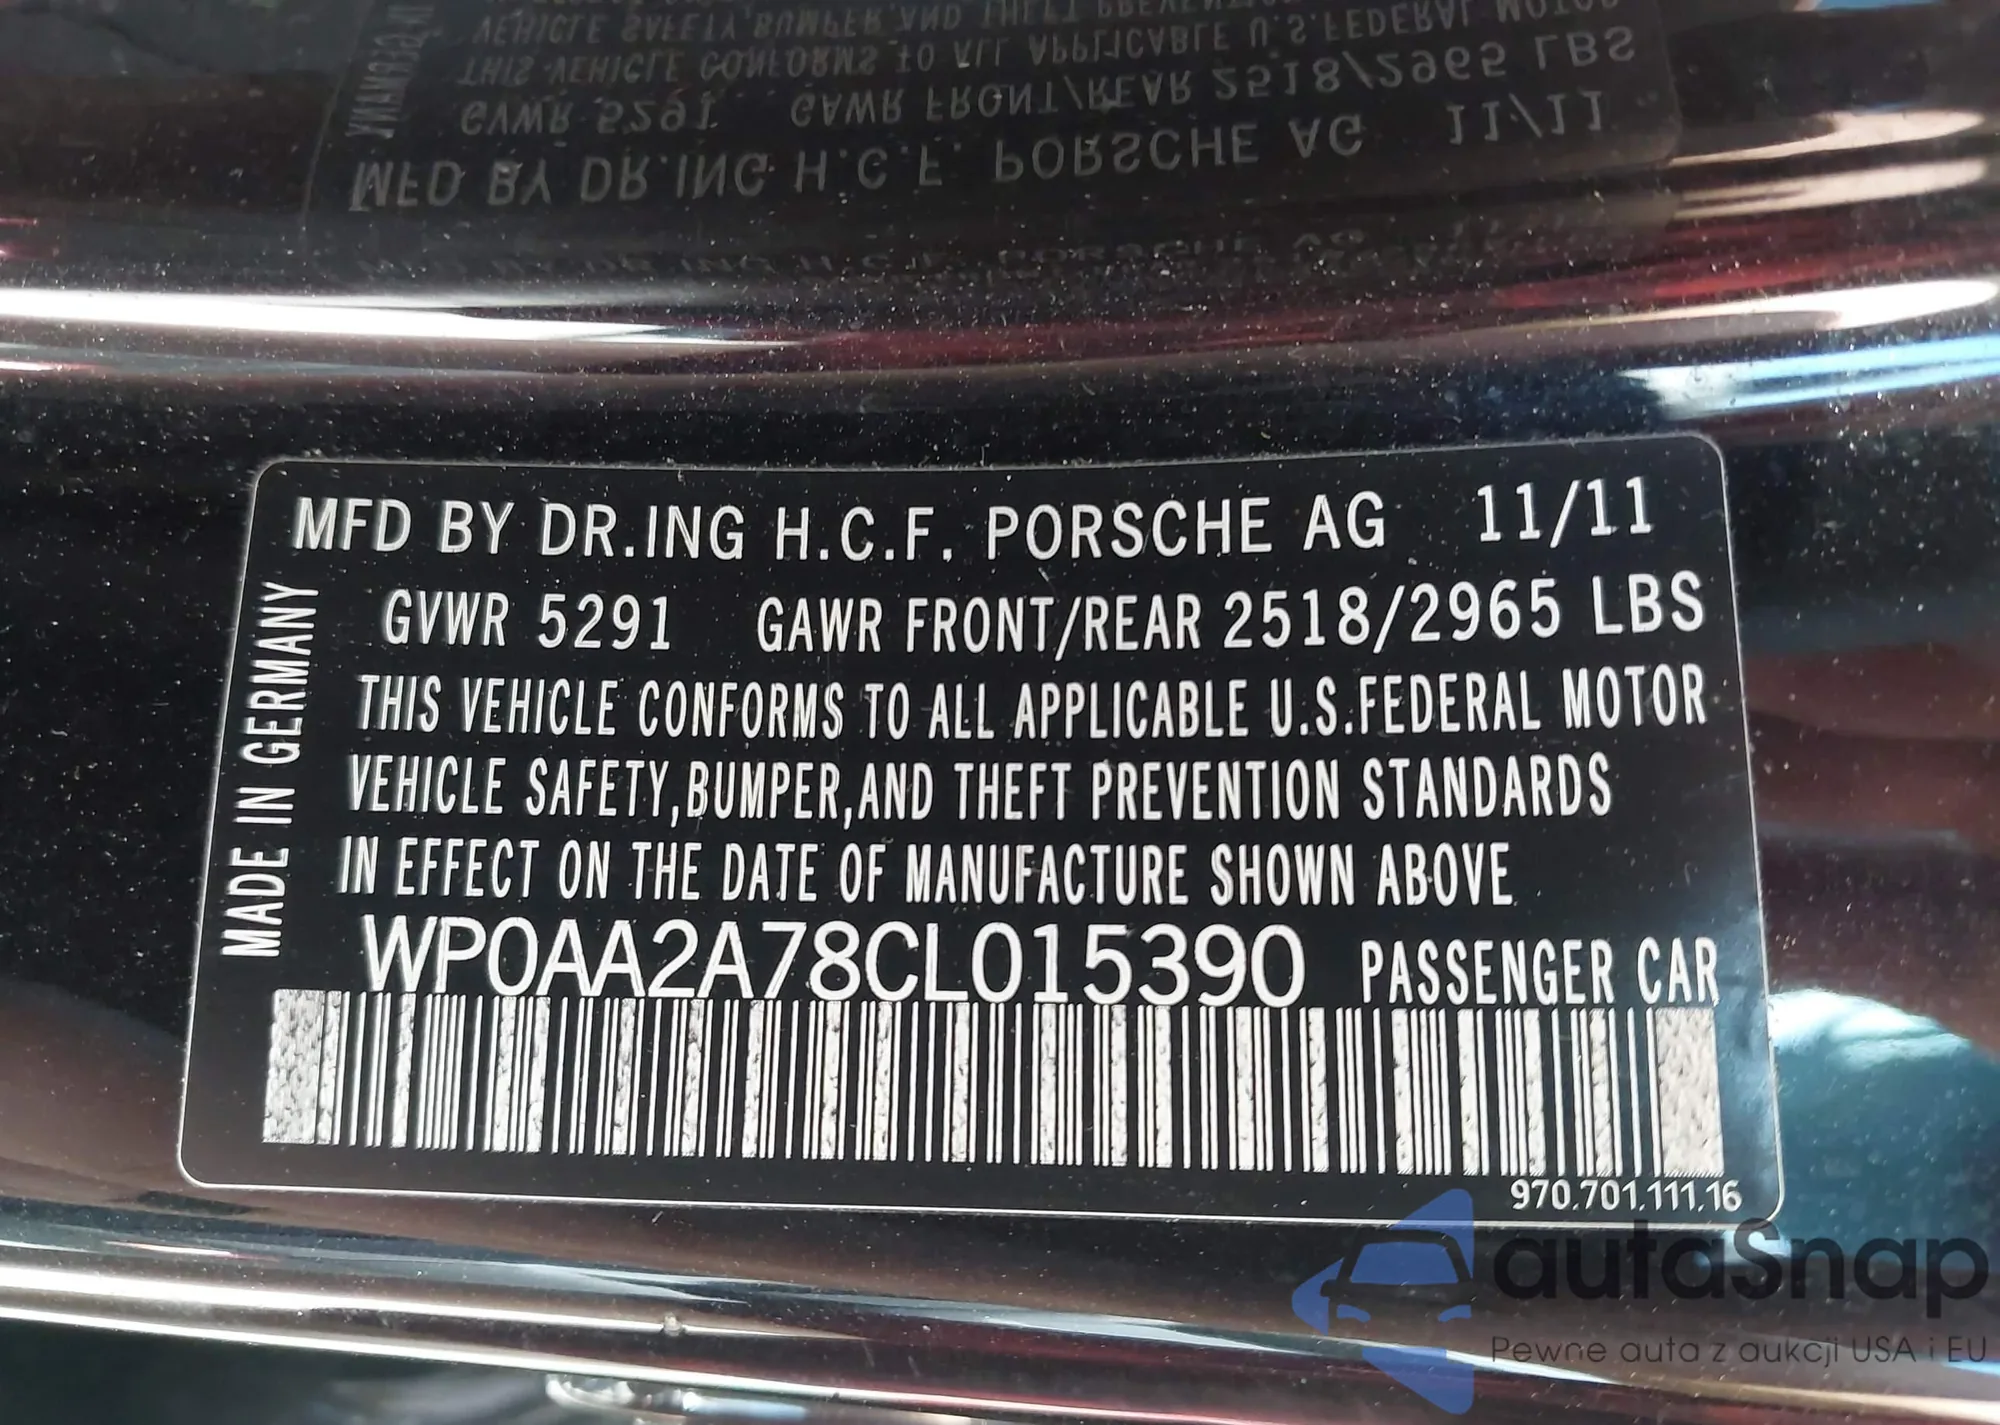 MFD BY DR.ING H.C.F. PORSCHE AG 11/11
GVWR 5291 GAWR FRONT/REAR 2518/2965 LBS
THIS VEHICLE CONFORMS TO ALL APPLICABLE U.S.FEDERAL MOTOR
VEHICLE SAFETY,BUMPER,AND THEFT PREVENTION STANDARDS
IN EFFECT ON THE DATE OF MANUFACTURE SHOWN ABOVE
WP0AA2A78CL015390 PASSENGER CAR
MADE IN GERMANY
970.701.111.16
autaSnap
Pewne auta z aukcji USA i EU